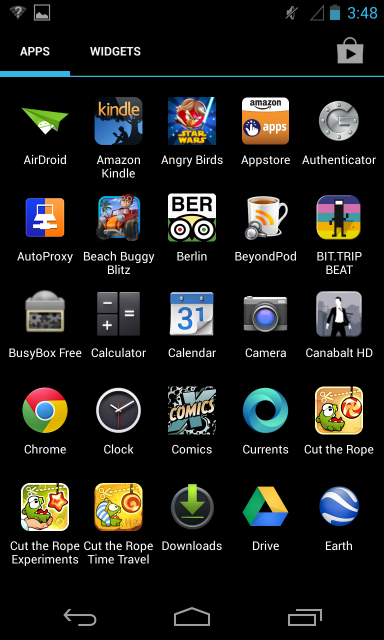 3:48
APPS
WIDGETS
kindle
STAR
WARS
amazon
apps
AirDroid
Amazon
Kindle
Angry Birds
Appstore
Authenticator
BER
AutoProxy
Beach Buggy
Blitz
Berlin
BeyondPod
BIT.TRIP
BEAT
31
BusyBox Free
Calculator
Calendar
Camera
Canabalt HD
COMICS
Chrome
Clock
Comics
Currents
Cut the Rope
Cut the Rope
Experiments
Cut the Rope
Time Travel
Downloads
Drive
Earth